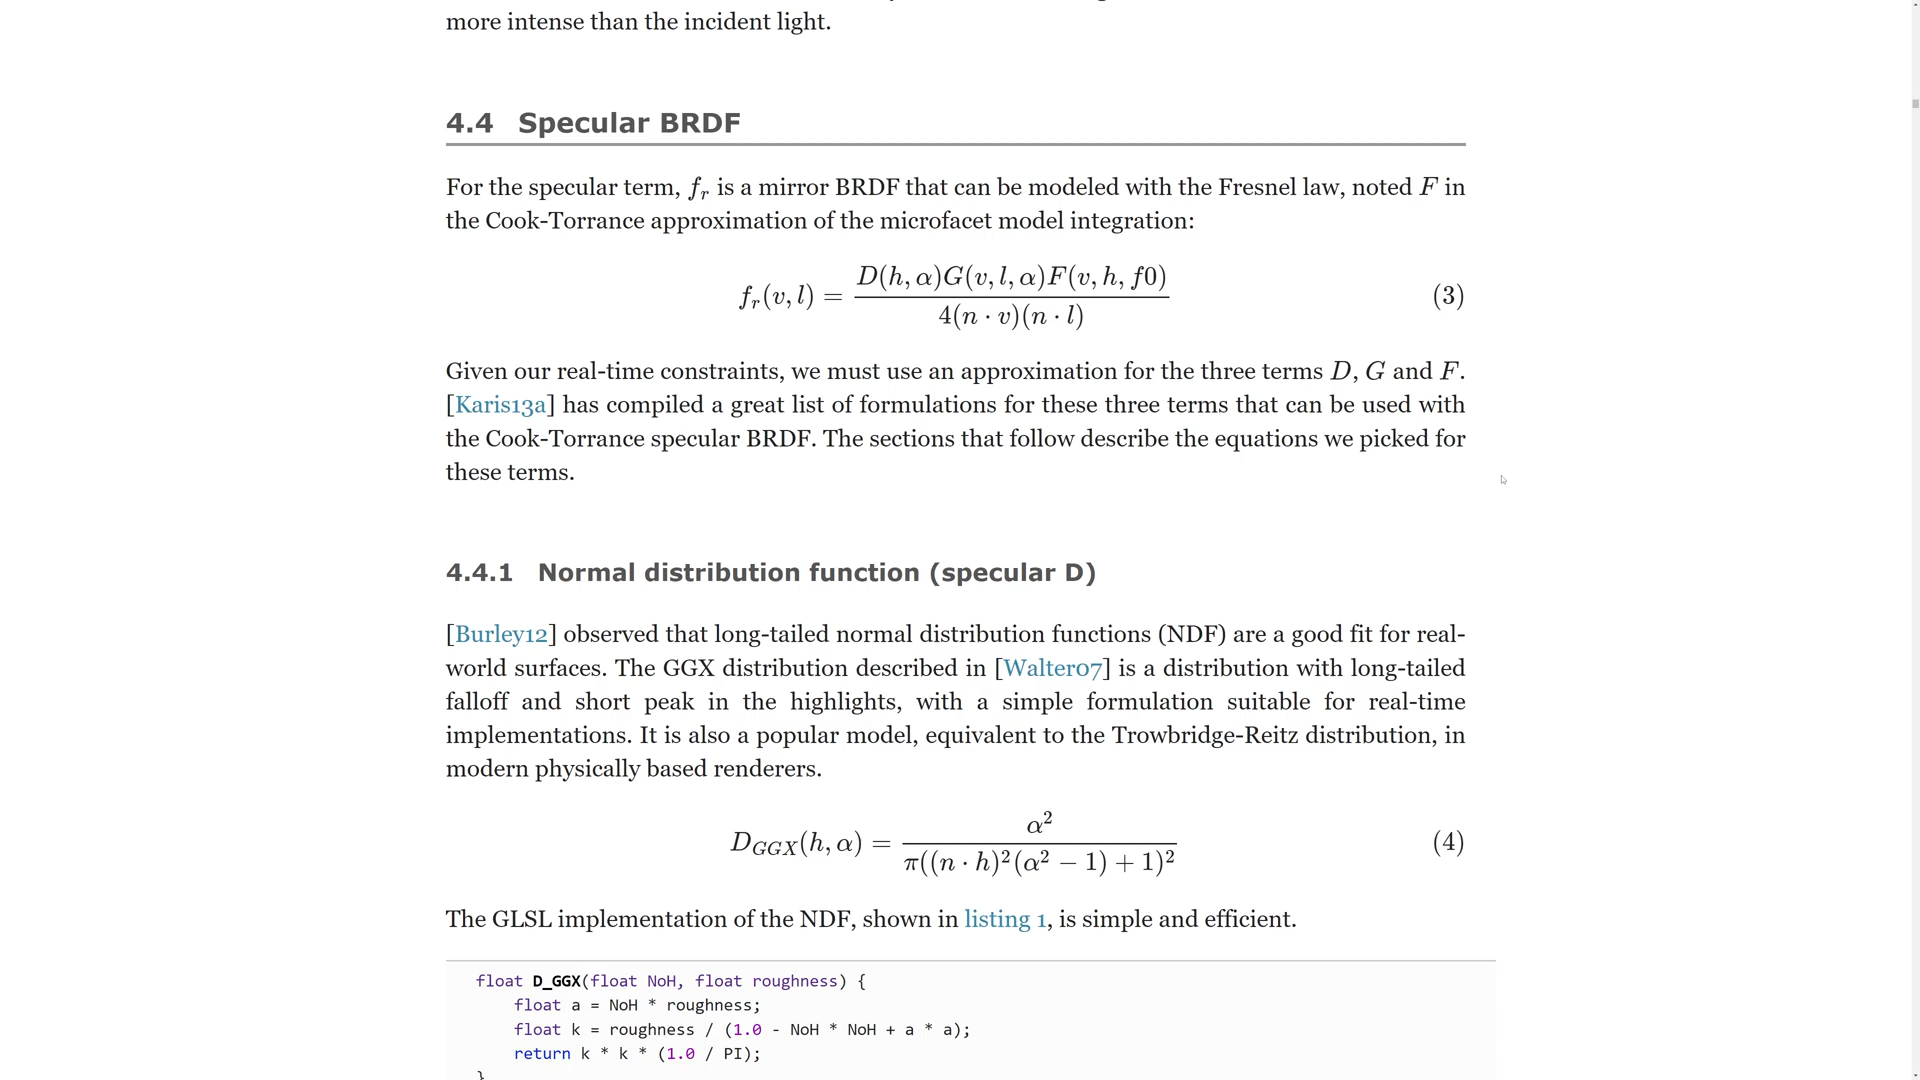 more intense than the incident light.
4.4 Specular BRDF
For the specular term, fᵣ is a mirror BRDF that can be modeled with the Fresnel law, noted F in
the Cook-Torrance approximation of the microfacet model integration:
fᵣ(v, l) = D(h, α)G(v, l, α)F(v, h, f0) / 4(n · v)(n · l) (3)
Given our real-time constraints, we must use an approximation for the three terms D, G and F.
[Karis13a] has compiled a great list of formulations for these three terms that can be used with
the Cook-Torrance specular BRDF. The sections that follow describe the equations we picked for
these terms.
4.4.1 Normal distribution function (specular D)
[Burley12] observed that long-tailed normal distribution functions (NDF) are a good fit for real-
world surfaces. The GGX distribution described in [Walter07] is a distribution with long-tailed
falloff and short peak in the highlights, with a simple formulation suitable for real-time
implementations. It is also a popular model, equivalent to the Trowbridge-Reitz distribution, in
modern physically based renderers.
D_GGX(h, α) = α² / π((n · h)²(α² − 1) + 1)² (4)
The GLSL implementation of the NDF, shown in listing 1, is simple and efficient.
float D_GGX(float NoH, float roughness) {
float a = NoH * roughness;
float k = roughness / (1.0 - NoH * NoH + a * a);
return k * k * (1.0 / PI);
}